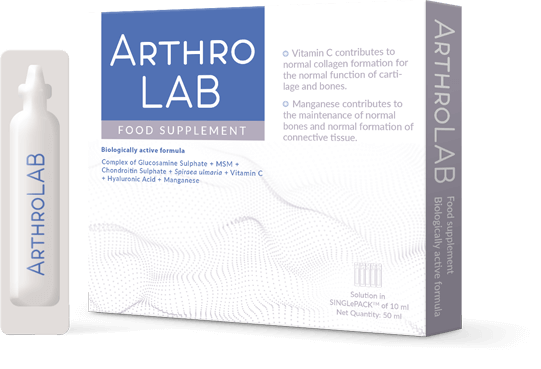 ARTHRO
LAB
FOOD SUPPLEMENT
Vitamin C contributes to
normal collagen formation for
the normal function of carti-
lage and bones.
Manganese contributes to
the maintenance of normal
bones and normal formation of
connective tissue.
Biologically active formula
Complex of Glucosamine Sulphate + MSM +
Chondroitin Sulphate + Spiraea ulmaria + Vitamin C
+ Hyaluronic Acid + Manganese
Solution in
SINGLePACK™ of 10 ml
Net Quantity: 50 ml
ARTHROLAB
Food supplement
Biologically active formula
ARTHROLAB